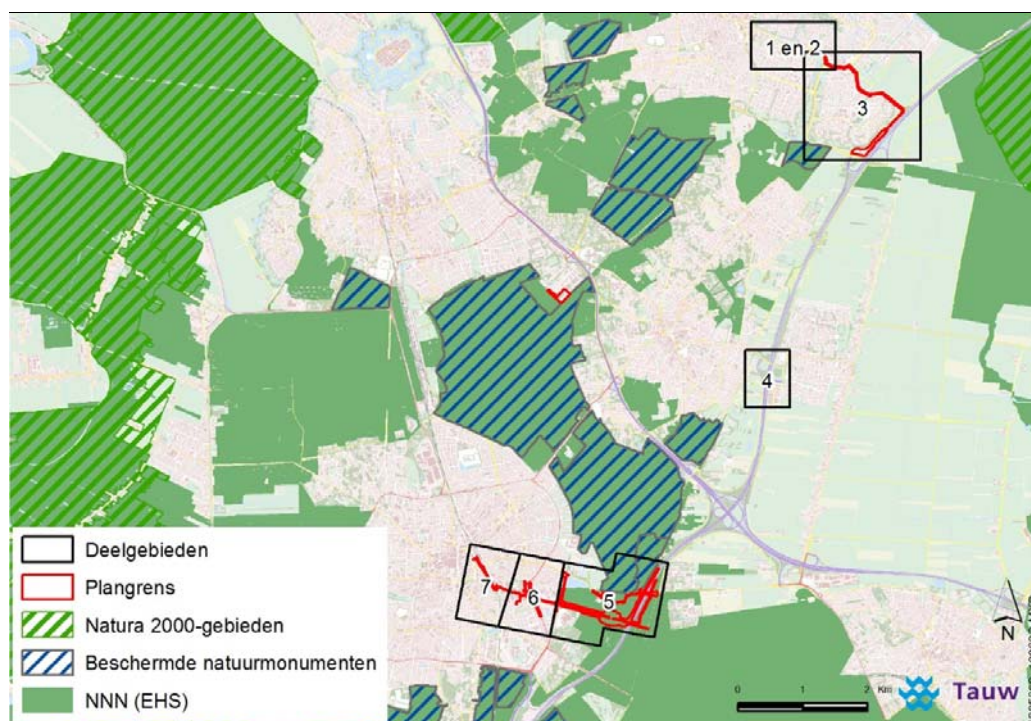 1 en 2
3
4
5
6
7
Deelgebieden
Plangrens
Natura 2000-gebieden
Beschermde natuurmonumenten
NNN (EHS)
0 1 2 Km
N
Tauw